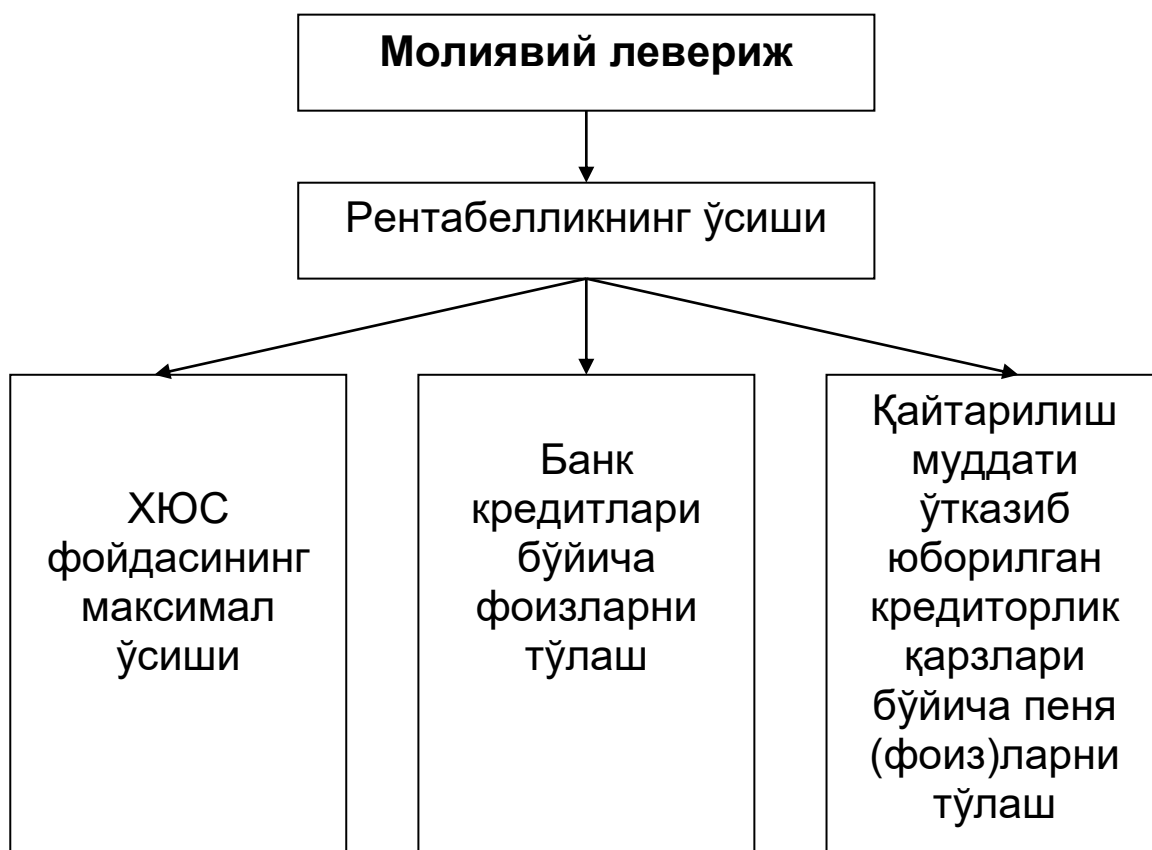 Молиявий левериж
Рентабелликнинг ўсиши
ХЮС
фойдасининг
максимал
ўсиши
Банк
кредитлари
бўйича
фоизларни
тўлаш
Қайтарилиш
муддати
ўтказиб
юборилган
кредиторлик
қарзлари
бўйича пеня
(фоиз)ларни
тўлаш